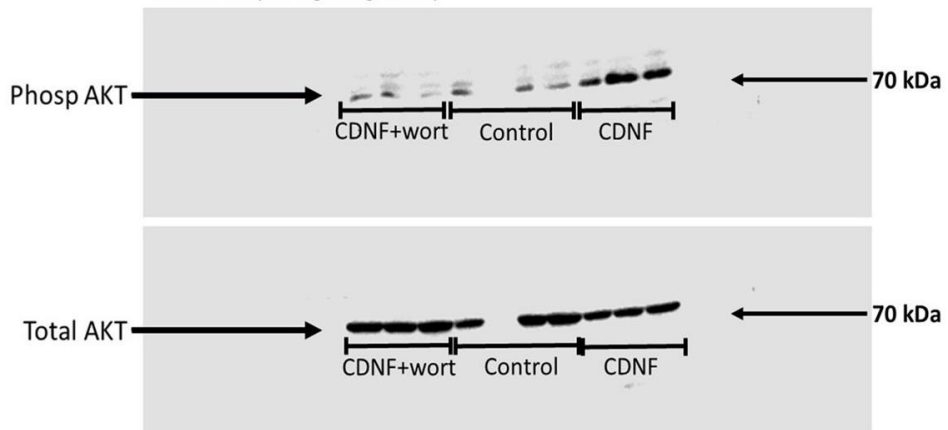 Phosp AKT
70 kDa
CDNF+wort Control CDNF
Total AKT
70 kDa
CDNF+wort Control CDNF